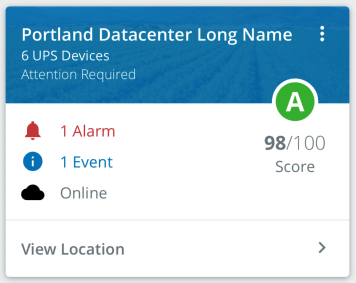 Portland Datacenter Long Name
6 UPS Devices
Attention Required
A
1 Alarm
1 Event
Online
98/100
Score
View Location